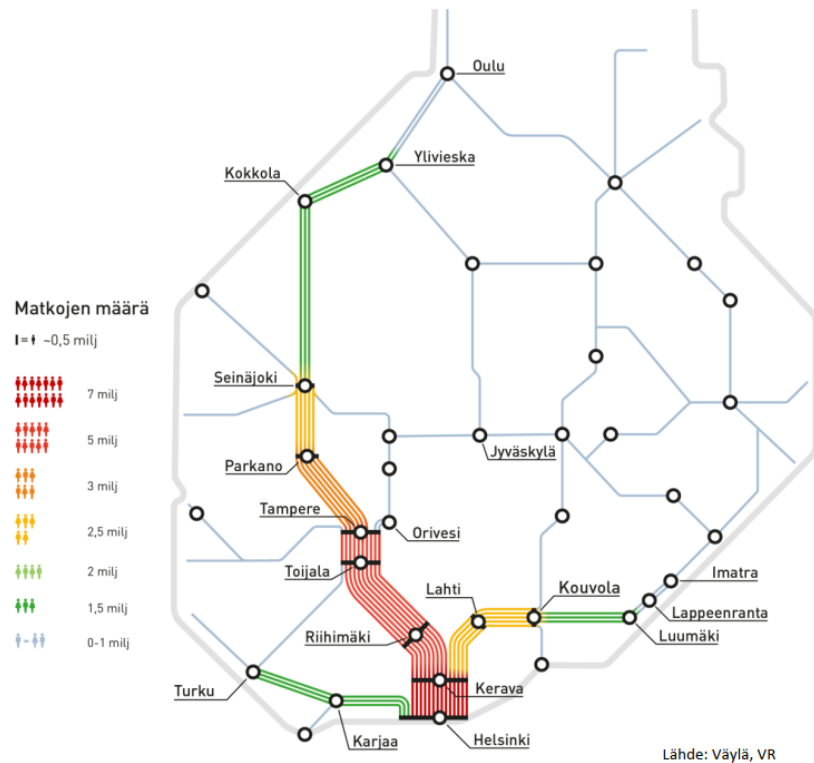 Oulu
Ylivieska
Kokkola
Matkojen määrä
= ~0,5 milj
7 milj
5 milj
3 milj
2,5 milj
2 milj
1,5 milj
0-1 milj
Seinäjoki
Parkano
Jyväskylä
Tampere
Orivesi
Toijala
Lahti
Kouvola
Imatra
Lappeenranta
Luumäki
Riihimäki
Kerava
Turku
Karjaa
Helsinki
Lähde: Väylä, VR